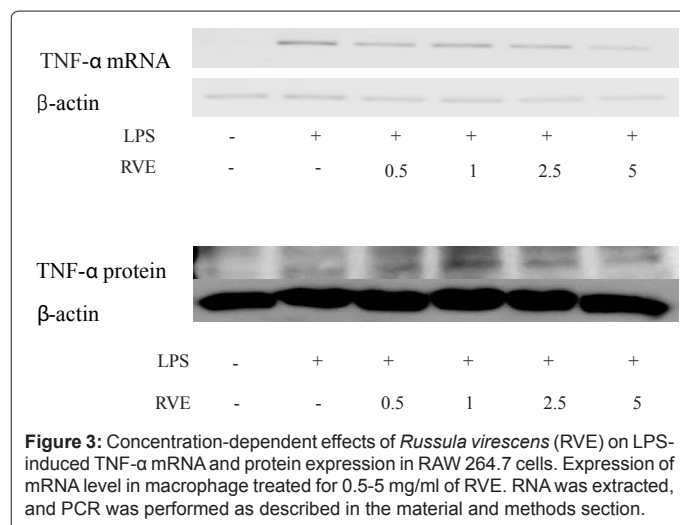 TNF-α mRNA
β-actin
LPS - + + + + +
RVE - - 0.5 1 2.5 5
TNF-α protein
β-actin
LPS - + + + + +
RVE - - 0.5 1 2.5 5
Figure 3: Concentration-dependent effects of Russula virescens (RVE) on LPS-
induced TNF-α mRNA and protein expression in RAW 264.7 cells. Expression of
mRNA level in macrophage treated for 0.5-5 mg/ml of RVE. RNA was extracted,
and PCR was performed as described in the material and methods section.